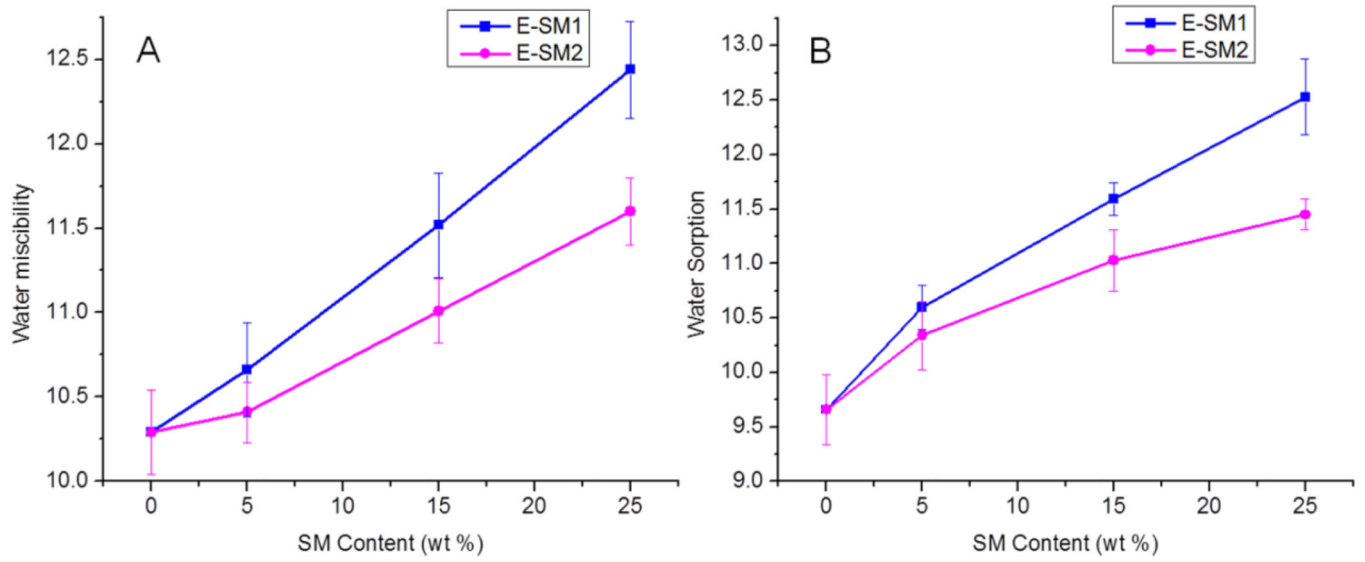 A
E-SM1
E-SM2
12.5
12.0
11.5
11.0
10.5
10.0
Water miscibility
0 5 10 15 20 25
SM Content (wt %)
B
E-SM1
E-SM2
13.0
12.5
12.0
11.5
11.0
10.5
10.0
9.5
9.0
Water Sorption
0 5 10 15 20 25
SM Content (wt %)